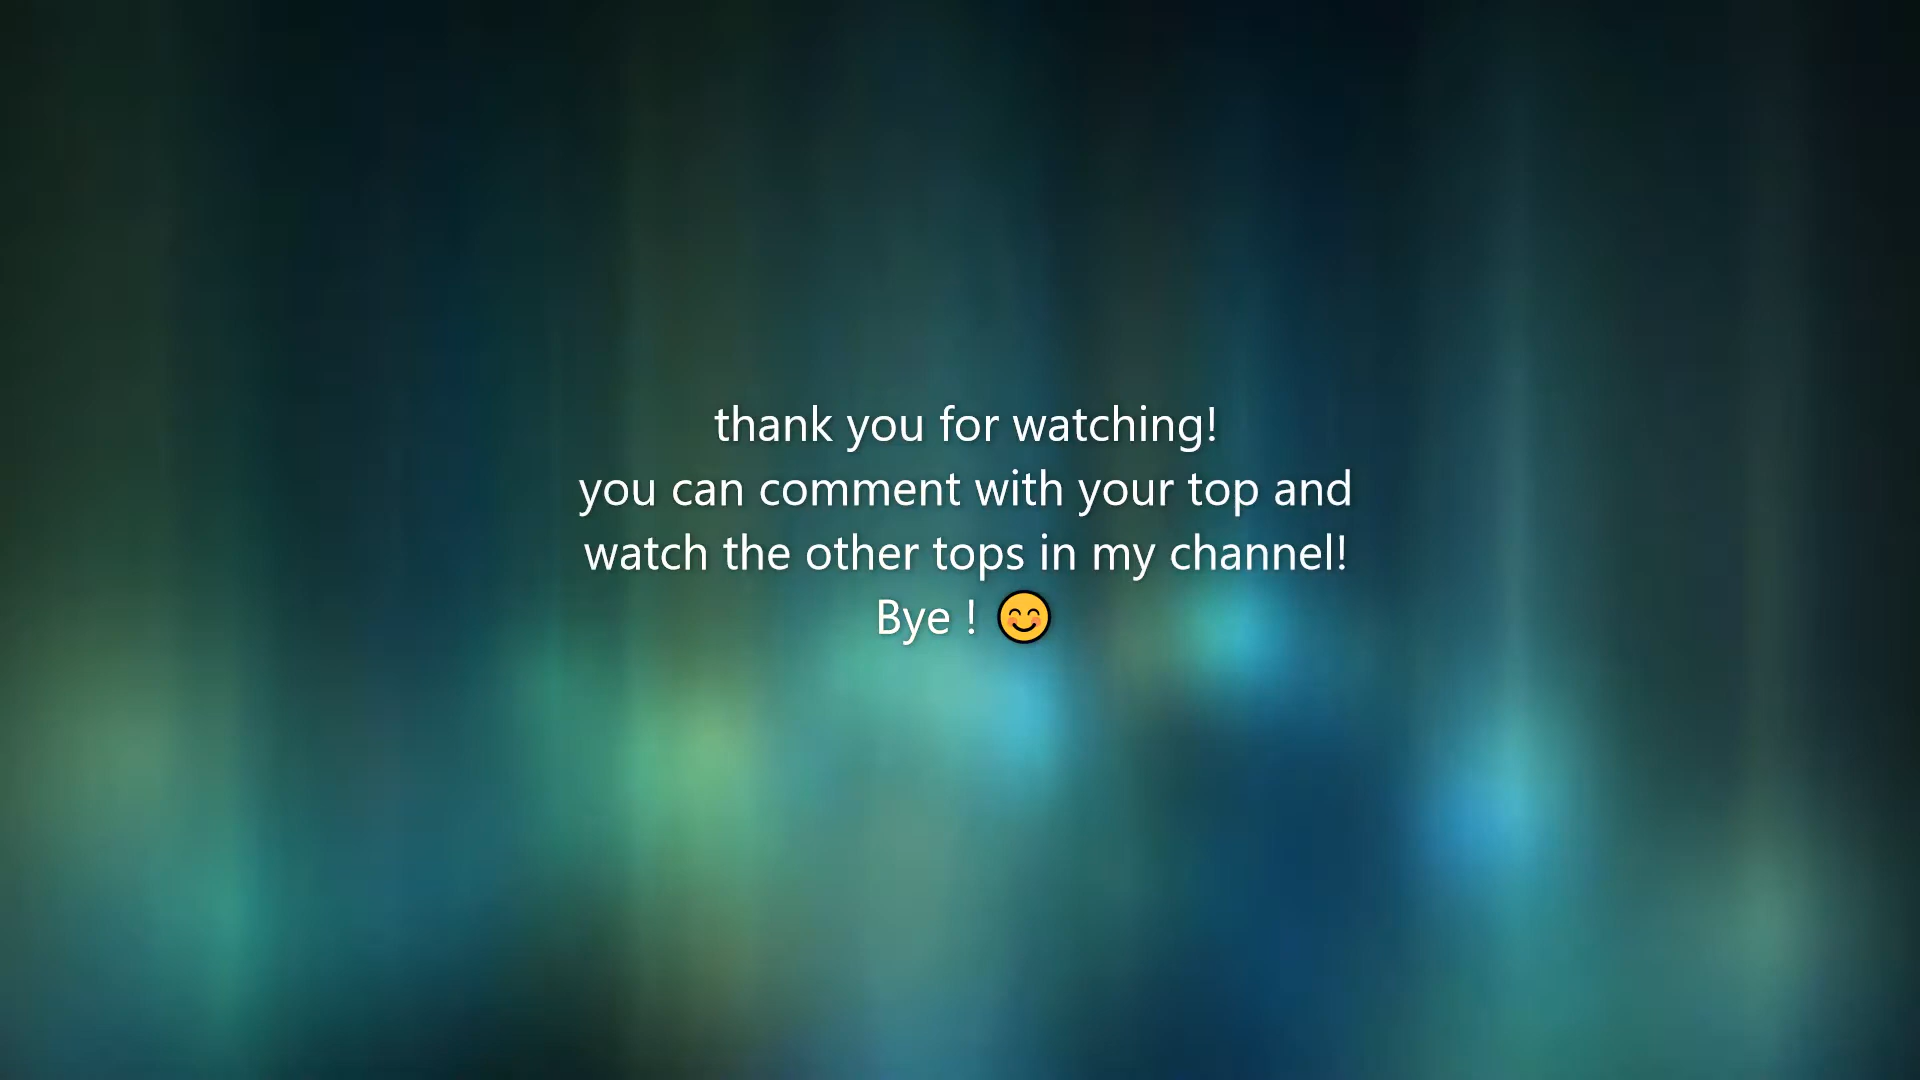 thank you for watching!
you can comment with your top and
watch the other tops in my channel!
Bye ! 😊